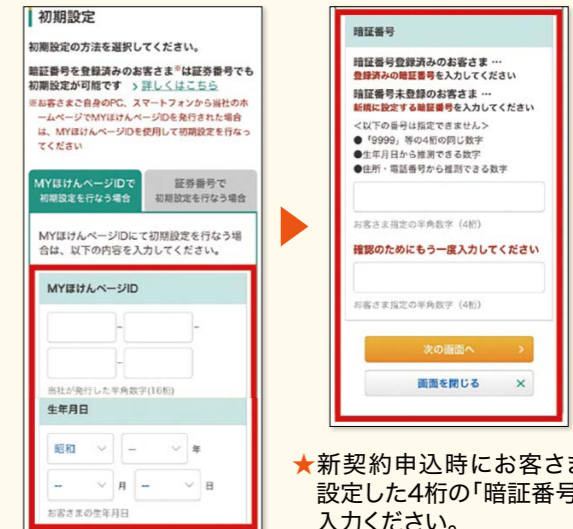 初期設定
初期設定の方法を選択してください。
暗証番号を登録済みのお客さま※は証券番号でも
初期設定が可能です >詳しくはこちら
※お客さまご自身のPC、スマートフォンから当社のホ
ームページでMYほけんページIDを発行された場合
は、MYほけんページIDを使用して初期設定を行なっ
てください
MYほけんページIDで
初期設定を行なう場合
証券番号で
初期設定を行なう場合
MYほけんページIDにて初期設定を行なう場
合は、以下の内容を入力してください。
MYほけんページID
-
-
-
当社が発行した半角数字(16桁)
生年月日
昭和 -- 年
-- 月 -- 日
お客さまの生年月日
暗証番号
暗証番号登録済みのお客さま …
登録済みの暗証番号を入力してください
暗証番号未登録のお客さま …
新規に設定する暗証番号を入力してください
<以下の番号は指定できません>
●「9999」等の4桁の同じ数字
●生年月日から推測できる数字
●住所・電話番号から推測できる数字
お客さま指定の半角数字(4桁)
確認のためにもう一度入力してください
お客さま指定の半角数字(4桁)
次の画面へ >
画面を閉じる ×
★新契約申込時にお客さま
設定した4桁の「暗証番号
入力ください。